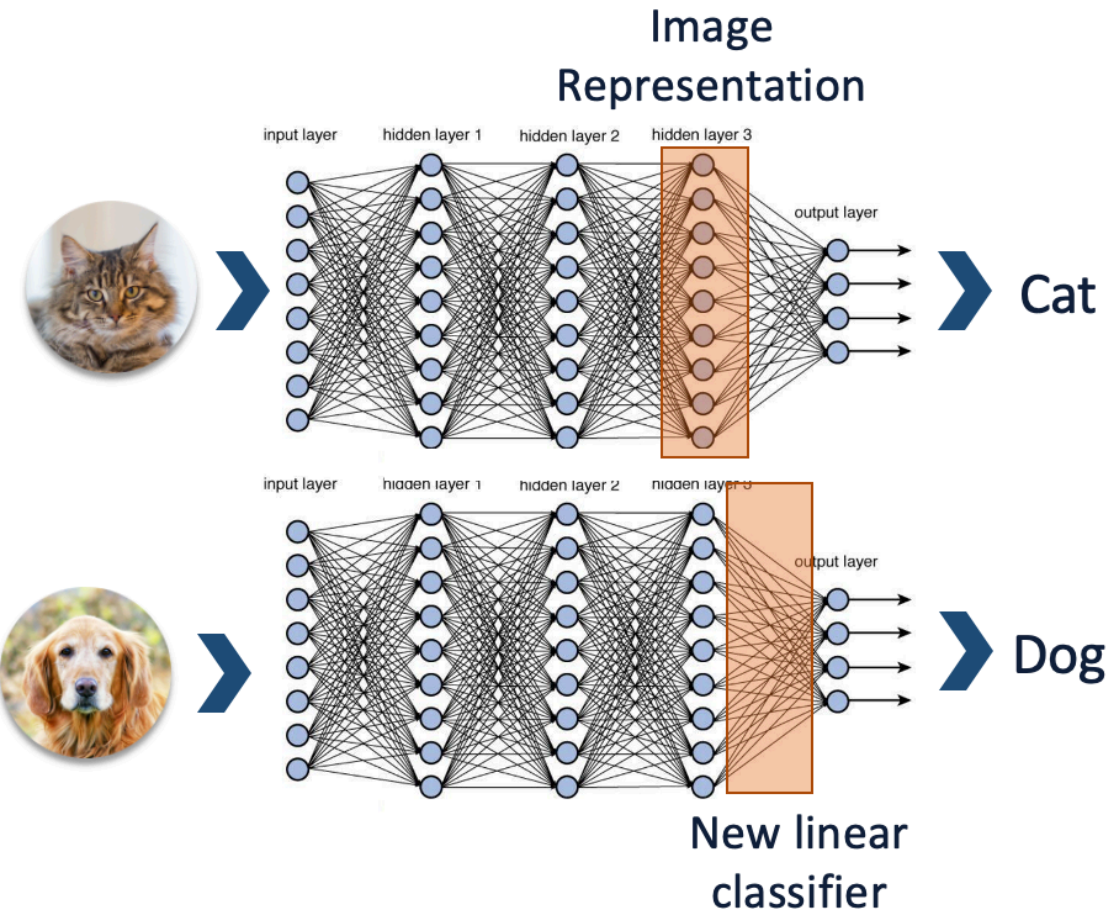 Image
Representation
input layer
hidden layer 1
hidden layer 2
hidden layer 3
output layer
Cat
input layer
hidden layer 1
hidden layer 2
hidden layer 3
output layer
Dog
New linear
classifier